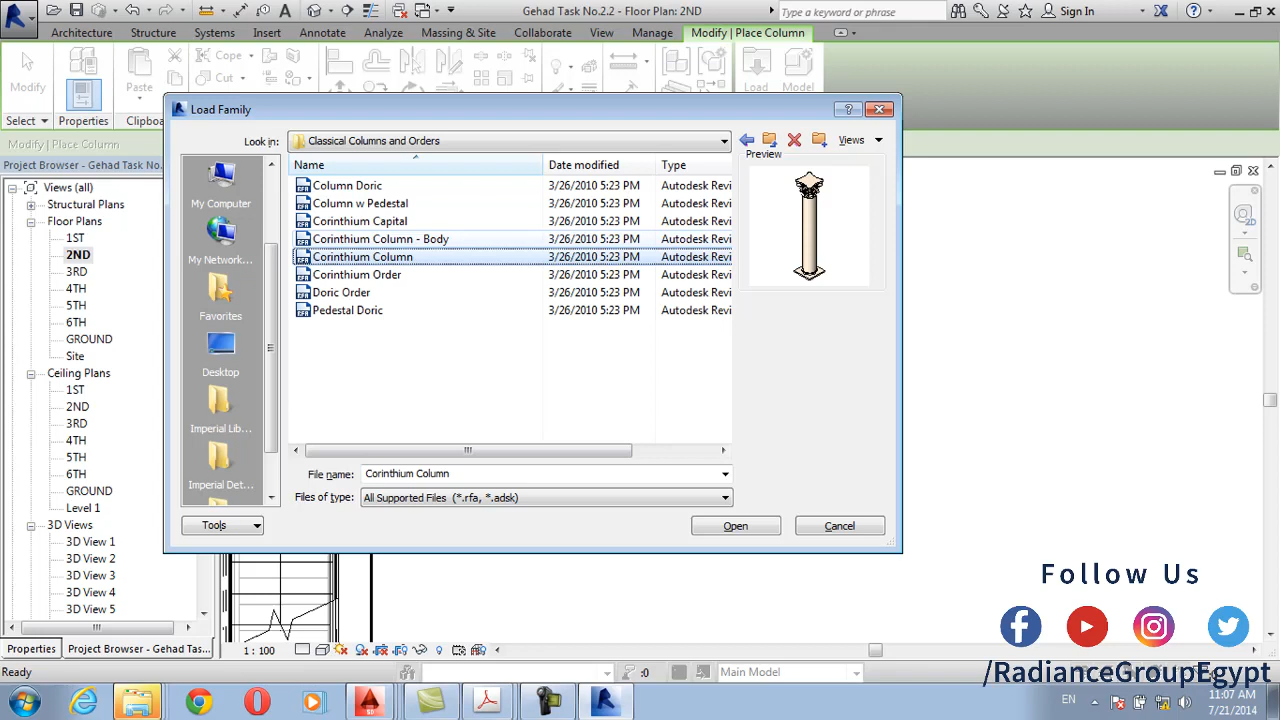 Gehad Task No.2.2 - Floor Plan: 2ND
Type a keyword or phrase
Sign In
Architecture
Structure
Systems
Insert
Annotate
Analyze
Massing & Site
Collaborate
View
Manage
Modify | Place Column
Modify
Paste
Cope
Cut
Load
Model
Select
Properties
Clipboa
Modify | Place Column
Project Browser - Gehad Task No....
Views (all)
Structural Plans
Floor Plans
1ST
2ND
3RD
4TH
5TH
6TH
GROUND
Site
Ceiling Plans
1ST
2ND
3RD
4TH
5TH
6TH
GROUND
Level 1
3D Views
3D View 1
3D View 2
3D View 3
3D View 4
3D View 5
Properties
Project Browser - Gehad Tas...
Load Family
Look in:
Classical Columns and Orders
Views
Preview
Name
Date modified
Type
Column Doric 3/26/2010 5:23 PM Autodesk Revi
Column w Pedestal 3/26/2010 5:23 PM Autodesk Revi
Corinthium Capital 3/26/2010 5:23 PM Autodesk Revi
Corinthium Column - Body 3/26/2010 5:23 PM Autodesk Revi
Corinthium Column 3/26/2010 5:23 PM Autodesk Revi
Corinthium Order 3/26/2010 5:23 PM Autodesk Revi
Doric Order 3/26/2010 5:23 PM Autodesk Revi
Pedestal Doric 3/26/2010 5:23 PM Autodesk Revi
My Computer
My Network...
Favorites
Desktop
Imperial Lib...
Imperial Det...
File name:
Corinthium Column
Files of type:
All Supported Files (*.rfa, *.adsk)
Tools
Open
Cancel
1 : 100
Ready
:0
Main Model
Follow Us
/RadianceGroupEgypt
EN
11:07 AM
7/21/2014